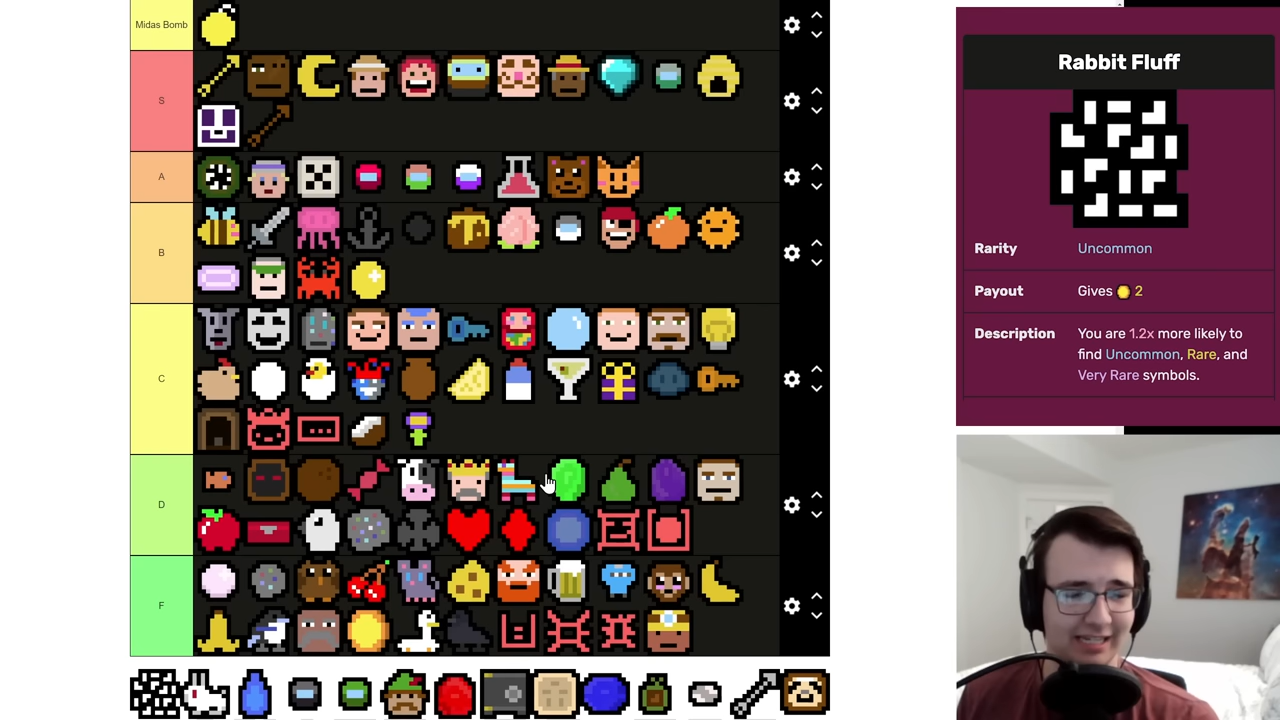 Midas Bomb
S
A
B
C
D
F
Rabbit Fluff
Rarity Uncommon
Payout Gives 2
Description You are 1.2x more likely to
find Uncommon, Rare, and
Very Rare symbols.